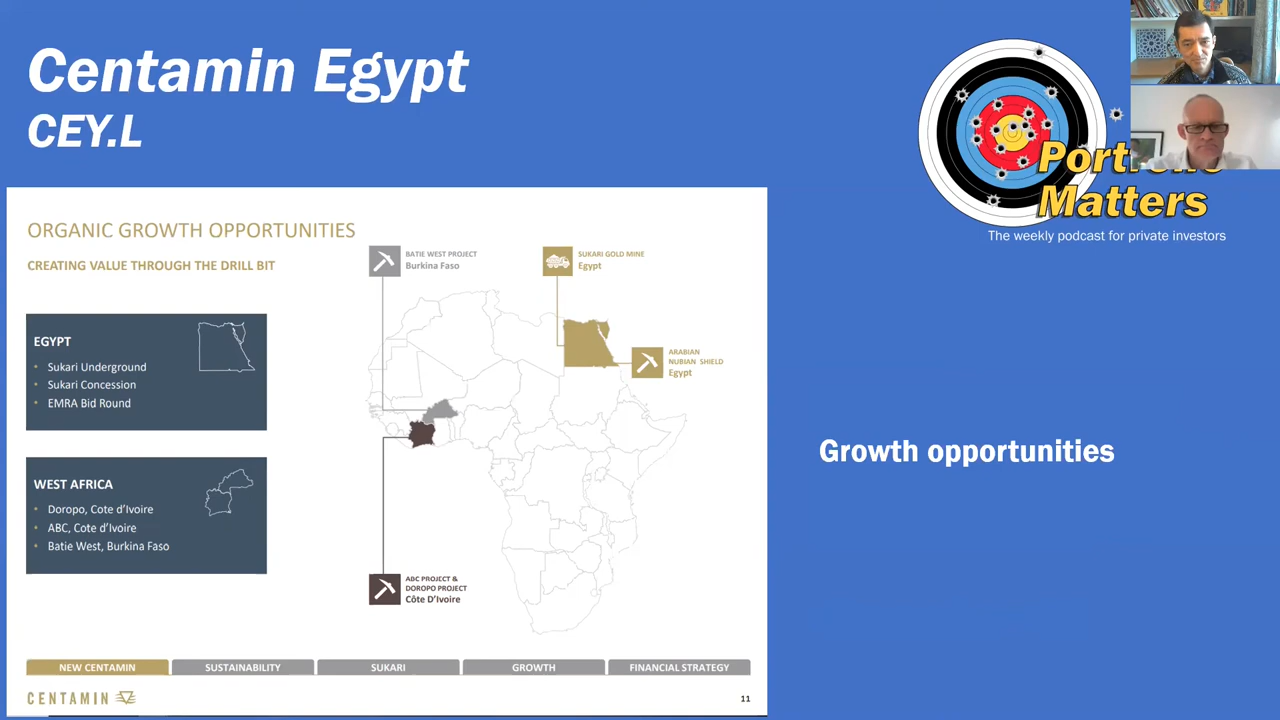 Centamin Egypt
CEY.L
Matters
The weekly podcast for private investors
ORGANIC GROWTH OPPORTUNITIES
CREATING VALUE THROUGH THE DRILL BIT
BATIE WEST PROJECT
Burkina Faso
SUKARI GOLD MINE
Egypt
ARABIAN
NUBIAN SHIELD
Egypt
EGYPT
• Sukari Underground
• Sukari Concession
• EMRA Bid Round
WEST AFRICA
• Doropo, Cote d’Ivoire
• ABC, Cote d’Ivoire
• Batie West, Burkina Faso
ABC PROJECT &
DOROPO PROJECT
Côte D’Ivoire
Growth opportunities
NEW CENTAMIN
SUSTAINABILITY
SUKARI
GROWTH
FINANCIAL STRATEGY
CENTAMIN
11